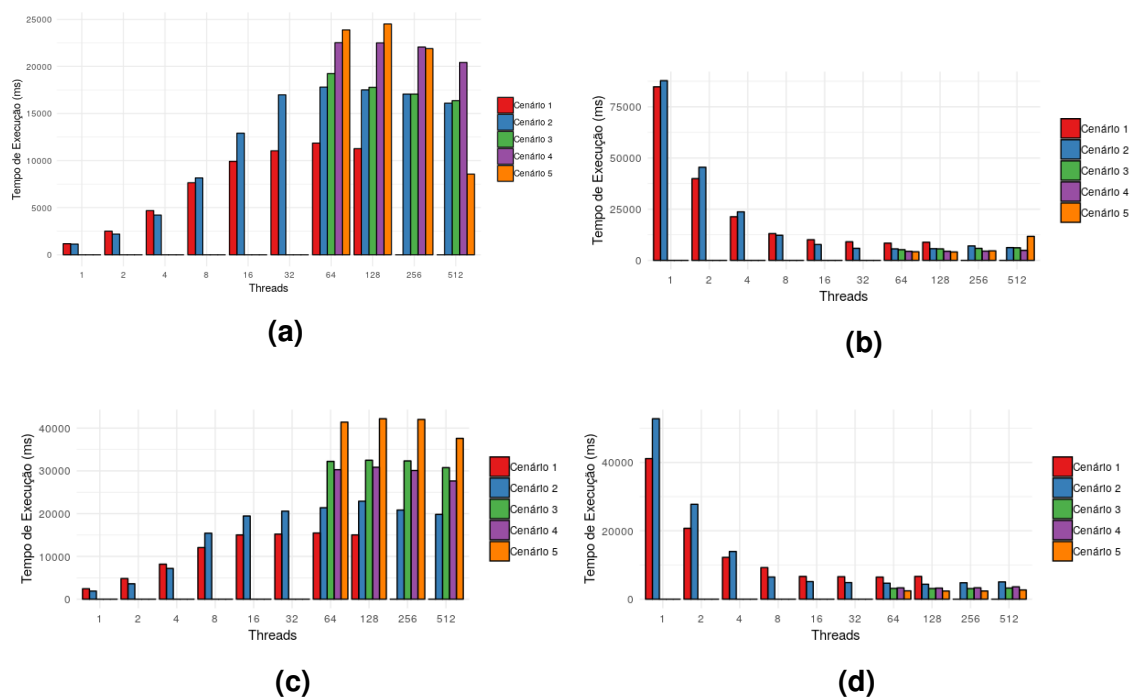 Tempo de Execução (ms)
25000
20000
15000
10000
5000
0
1 2 4 8 16 32 64 128 256 512
Threads
Cenário 1
Cenário 2
Cenário 3
Cenário 4
Cenário 5
(a)
Tempo de Execução (ms)
75000
50000
25000
0
1 2 4 8 16 32 64 128 256 512
Threads
Cenário 1
Cenário 2
Cenário 3
Cenário 4
Cenário 5
(b)
Tempo de Execução (ms)
40000
30000
20000
10000
0
1 2 4 8 16 32 64 128 256 512
Threads
Cenário 1
Cenário 2
Cenário 3
Cenário 4
Cenário 5
(c)
Tempo de Execução (ms)
40000
20000
0
1 2 4 8 16 32 64 128 256 512
Threads
Cenário 1
Cenário 2
Cenário 3
Cenário 4
Cenário 5
(d)